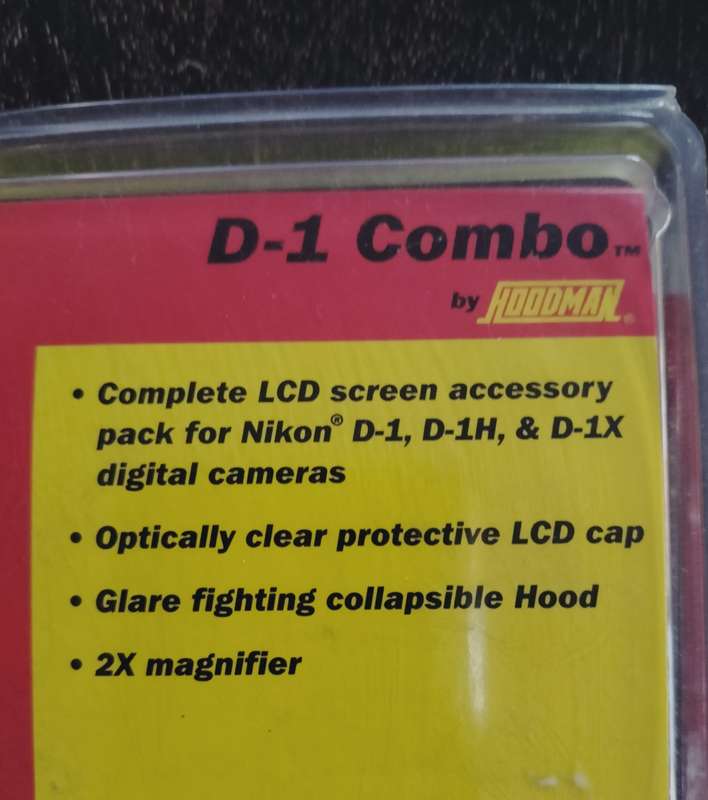 D-1 Combo™
by HOODMAN®
• Complete LCD screen accessory
pack for Nikon® D-1, D-1H, & D-1X
digital cameras
• Optically clear protective LCD cap
• Glare fighting collapsible Hood
• 2X magnifier